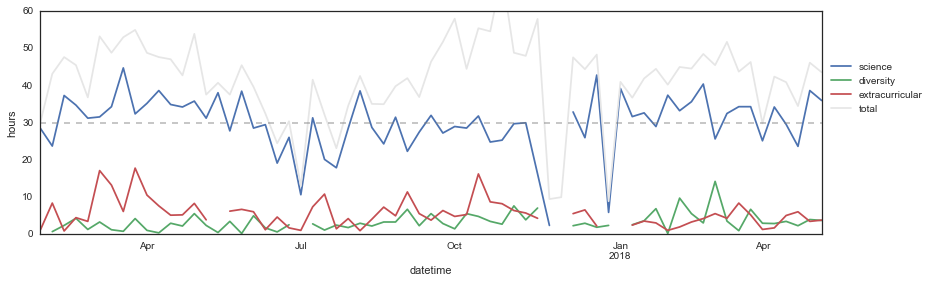 60
50
40
30
20
10
0
hours
Apr
Jul
Oct
Jan
2018
Apr
datetime
science
diversity
extracurricular
total